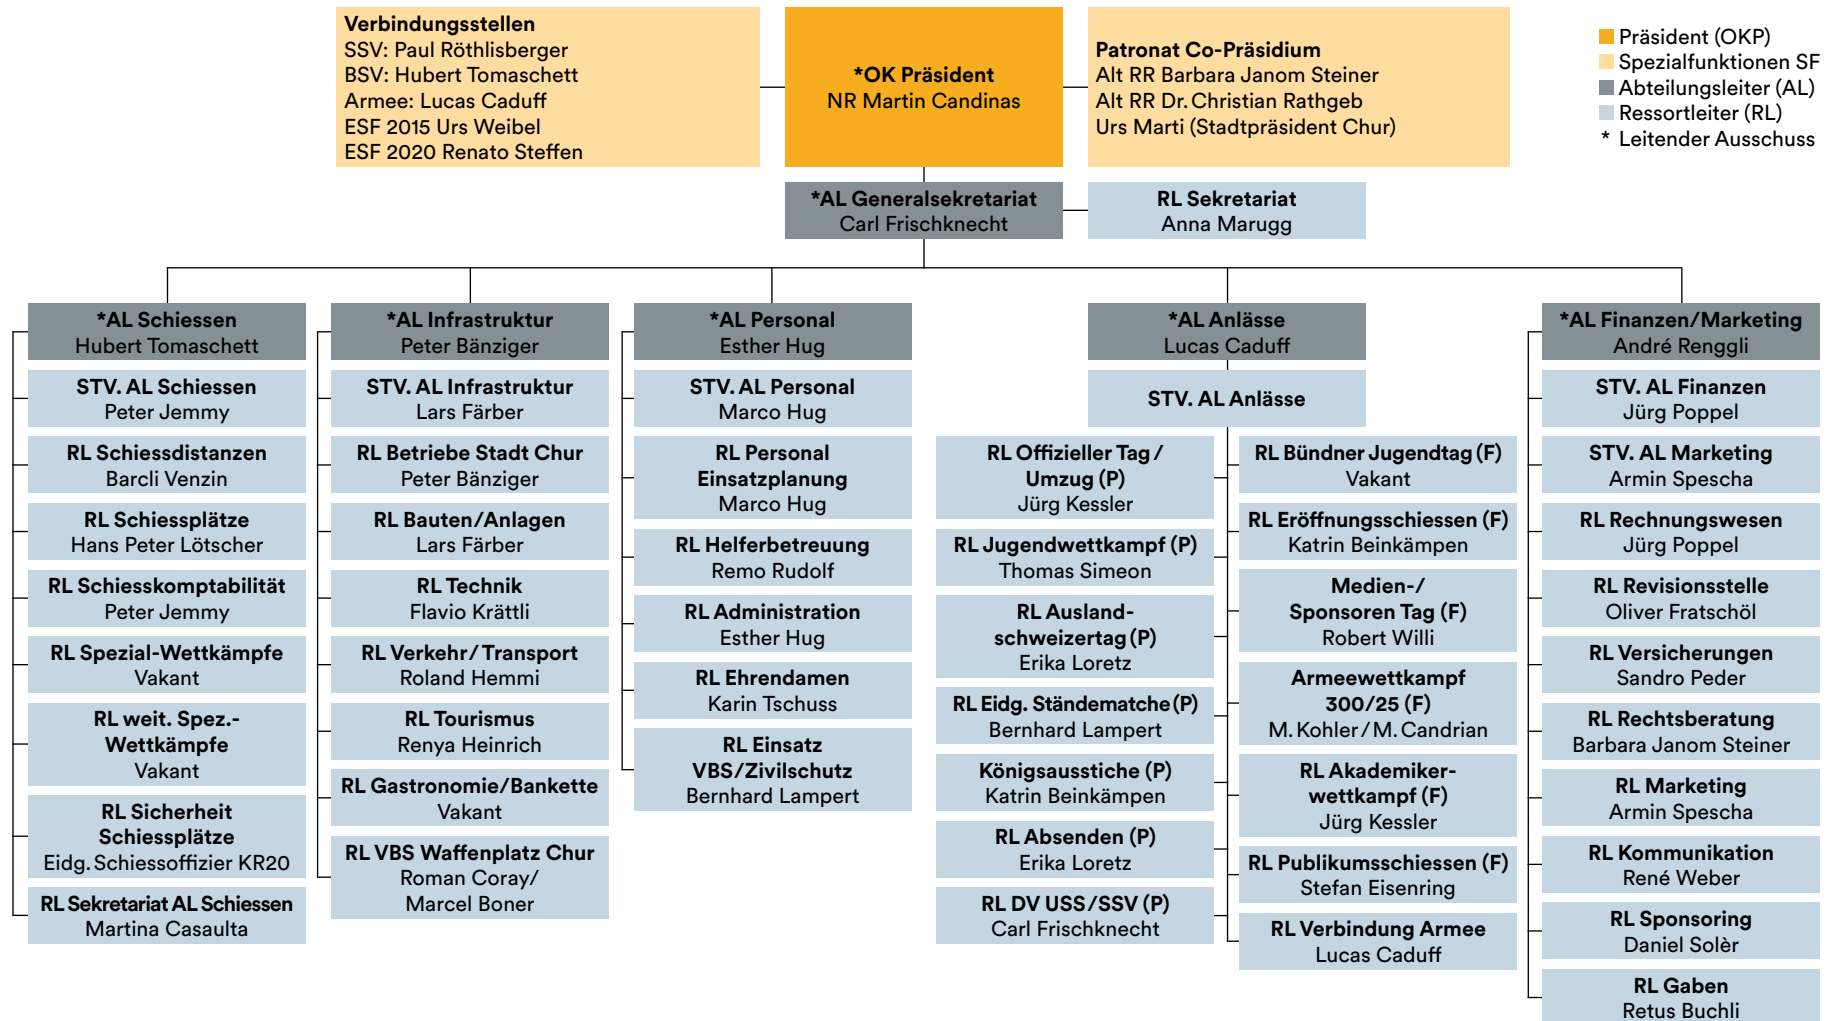 Verbindungsstellen
SSV: Paul Röthlisberger
BSV: Hubert Tomaschett
Armee: Lucas Caduff
ESF 2015 Urs Weibel
ESF 2020 Renato Steffen
*OK Präsident
NR Martin Candinas
Patronat Co-Präsidium
Alt RR Barbara Janom Steiner
Alt RR Dr. Christian Rathgeb
Urs Marti (Stadtpräsident Chur)
Präsident (OKP)
Spezialfunktionen SF
Abteilungsleiter (AL)
Ressortleiter (RL)
* Leitender Ausschuss
*AL Generalsekretariat
Carl Frischknecht
RL Sekretariat
Anna Marugg
*AL Schiessen
Hubert Tomaschett
STV. AL Schiessen
Peter Jemmy
RL Schiessdistanzen
Barcli Venzin
RL Schiessplätze
Hans Peter Lötscher
RL Schiesskomptabilität
Peter Jemmy
RL Spezial-Wettkämpfe
Vakant
RL weit. Spez.-
Wettkämpfe
Vakant
RL Sicherheit
Schiessplätze
Eidg. Schiessoffizier KR20
RL Sekretariat AL Schiessen
Martina Casaulta
*AL Infrastruktur
Peter Bänziger
STV. AL Infrastruktur
Lars Färber
RL Betriebe Stadt Chur
Peter Bänziger
RL Bauten/Anlagen
Lars Färber
RL Technik
Flavio Krättli
RL Verkehr/Transport
Roland Hemmi
RL Tourismus
Renya Heinrich
RL Gastronomie/Bankette
Vakant
RL VBS Waffenplatz Chur
Roman Coray/
Marcel Boner
*AL Personal
Esther Hug
STV. AL Personal
Marco Hug
RL Personal
Einsatzplanung
Marco Hug
RL Helferbetreuung
Remo Rudolf
RL Administration
Esther Hug
RL Ehrendamen
Karin Tschuss
RL Einsatz
VBS/Zivilschutz
Bernhard Lampert
*AL Anlässe
Lucas Caduff
STV. AL Anlässe
RL Offizieller Tag/
Umzug (P)
Jürg Kessler
RL Jugendwettkampf (P)
Thomas Simeon
RL Ausland-
schweizertag (P)
Erika Loretz
RL Eidg. Ständematche (P)
Bernhard Lampert
Königsausstiche (P)
Katrin Beinkämpen
RL Absenden (P)
Erika Loretz
RL DV USS/SSV (P)
Carl Frischknecht
RL Bündner Jugendtag (F)
Vakant
RL Eröffnungsschiessen (F)
Katrin Beinkämpen
Medien-/
Sponsoren Tag (F)
Robert Willi
Armeewettkampf
300/25 (F)
M. Kohler/M. Candrian
RL Akademiker-
wettkampf (F)
Jürg Kessler
RL Publikumsschiessen (F)
Stefan Eisenring
RL Verbindung Armee
Lucas Caduff
*AL Finanzen/Marketing
André Renggli
STV. AL Finanzen
Jürg Poppel
STV. AL Marketing
Armin Spescha
RL Rechnungswesen
Jürg Poppel
RL Revisionsstelle
Oliver Fratschöl
RL Versicherungen
Sandro Peder
RL Rechtsberatung
Barbara Janom Steiner
RL Marketing
Armin Spescha
RL Kommunikation
René Weber
RL Sponsoring
Daniel Solèr
RL Gaben
Retus Buchli